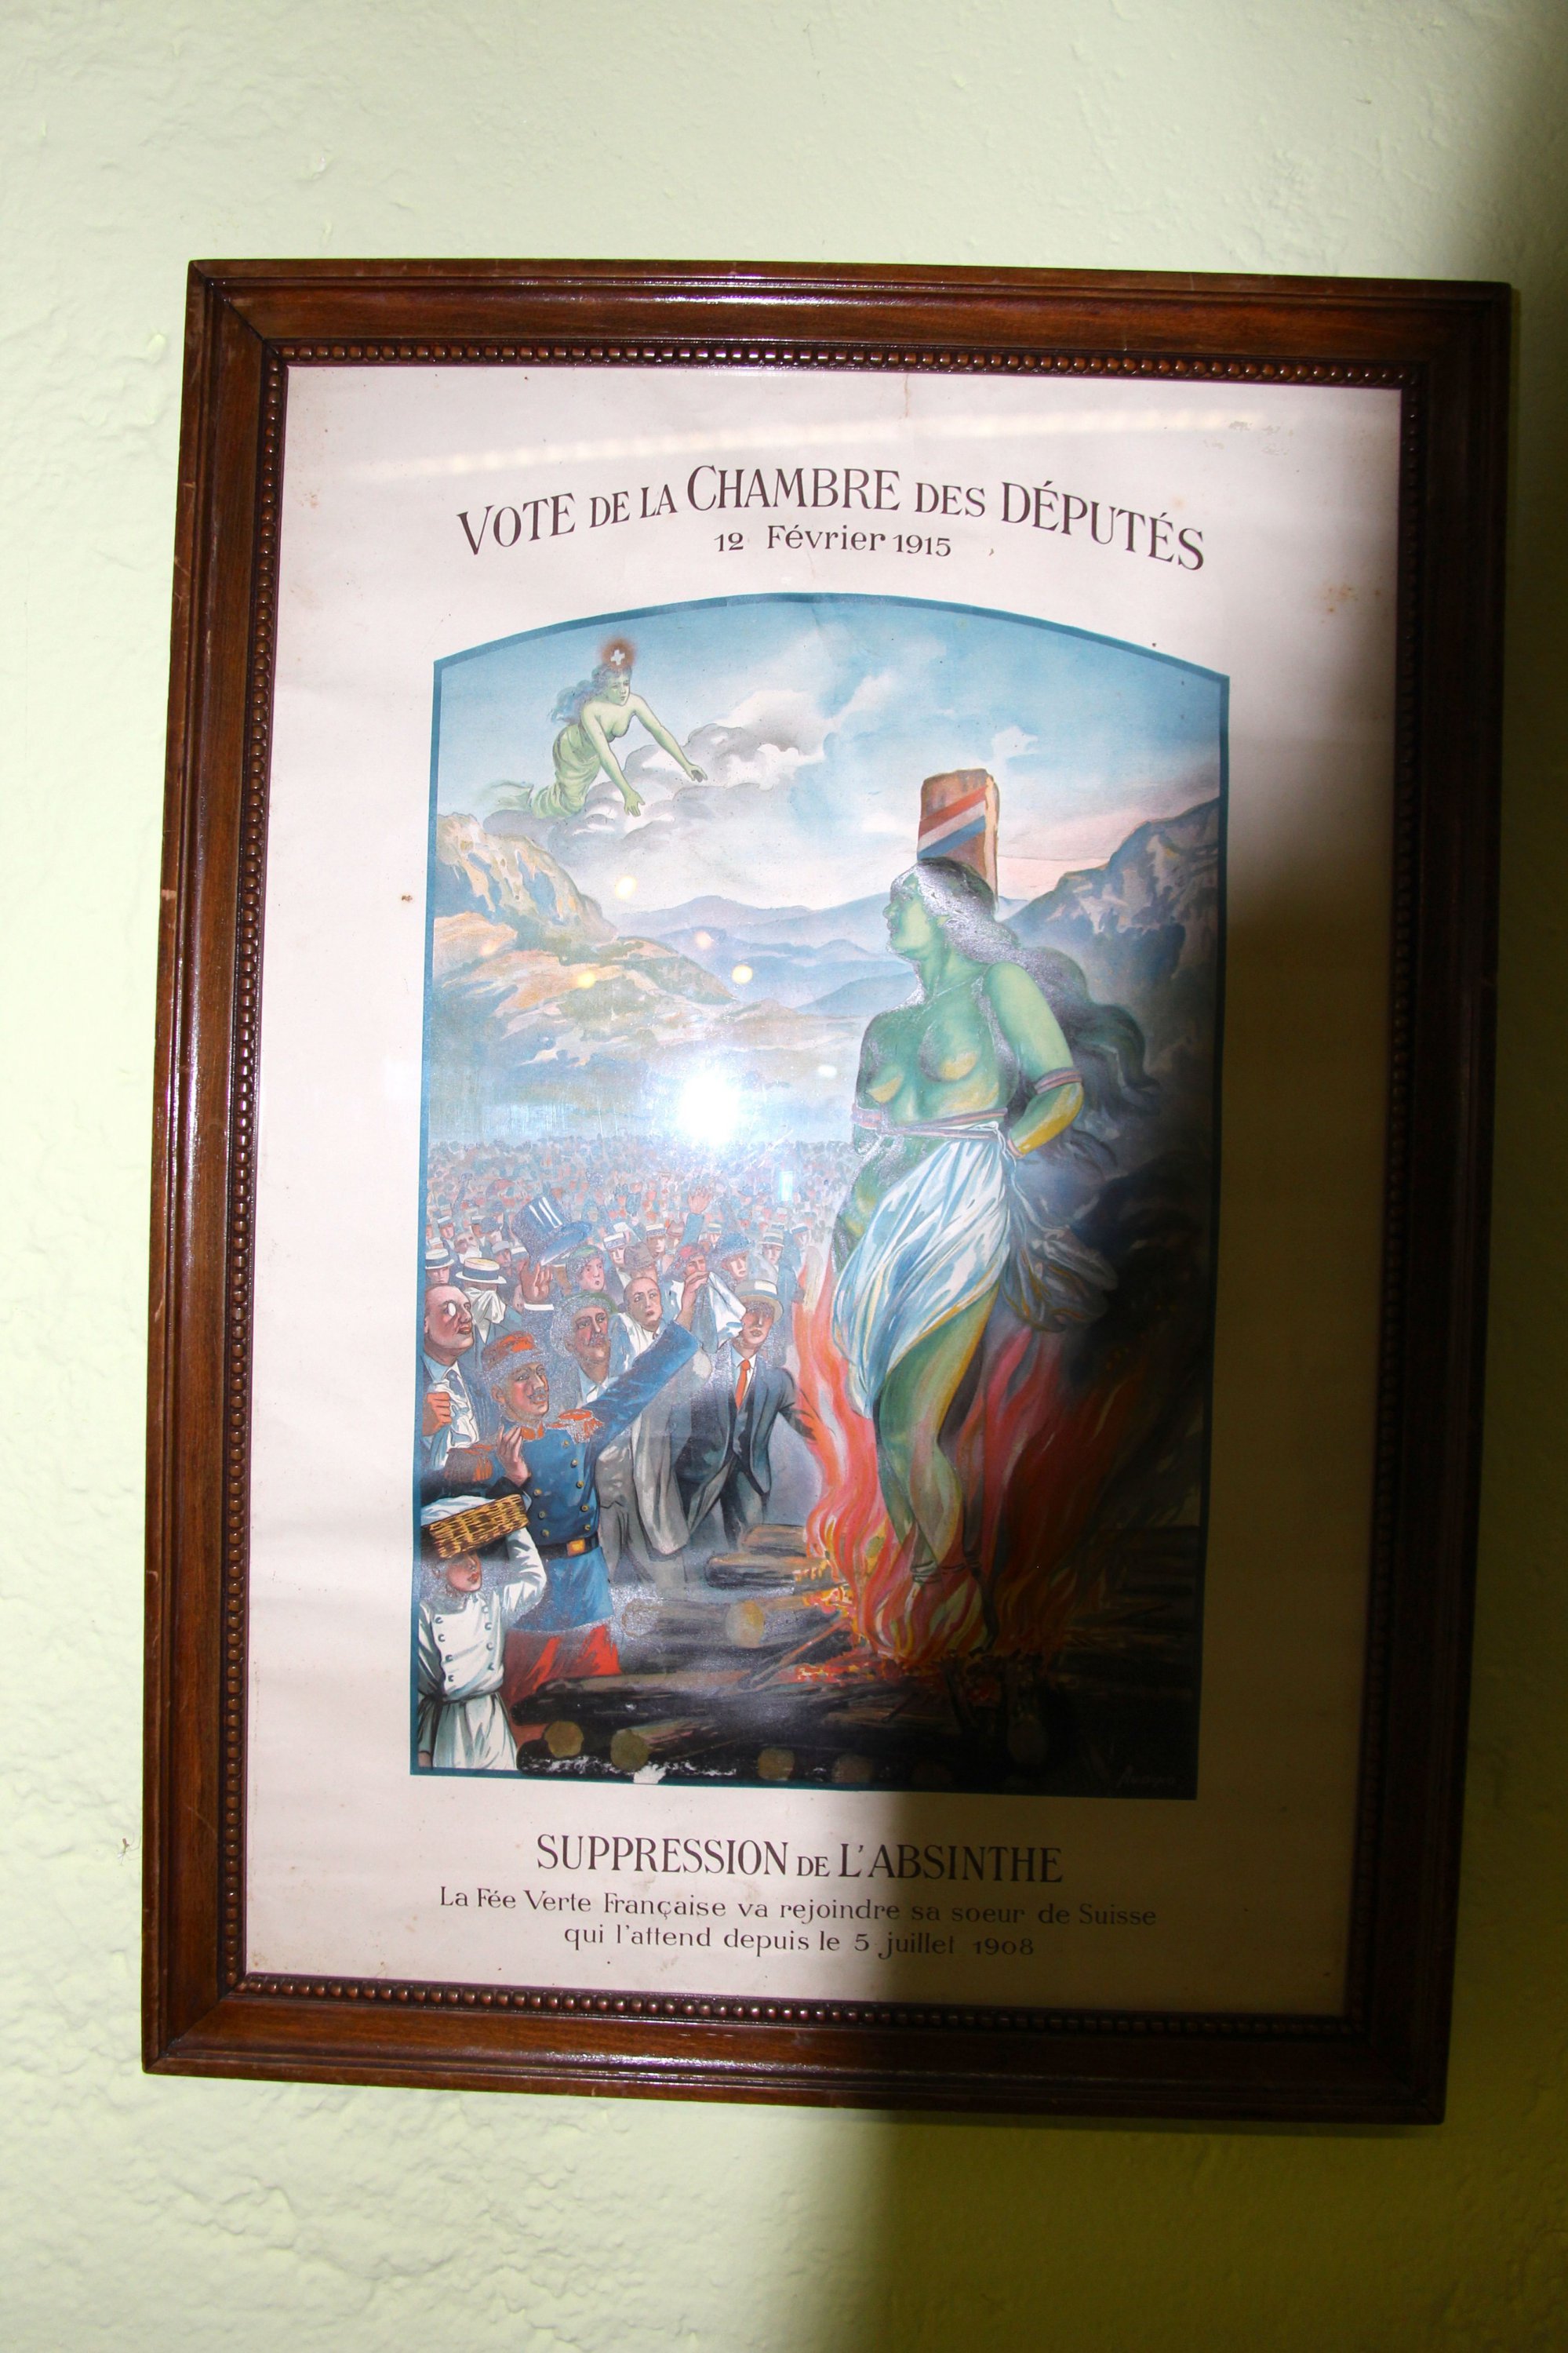 VOTE DE LA CHAMBRE DES DÉPUTÉS
12 Février 1915
SUPPRESSION DE L'ABSINTHE
La Fée Verte Française va rejoindre sa soeur de Suisse
qui l'attend depuis le 5 juillet 1908